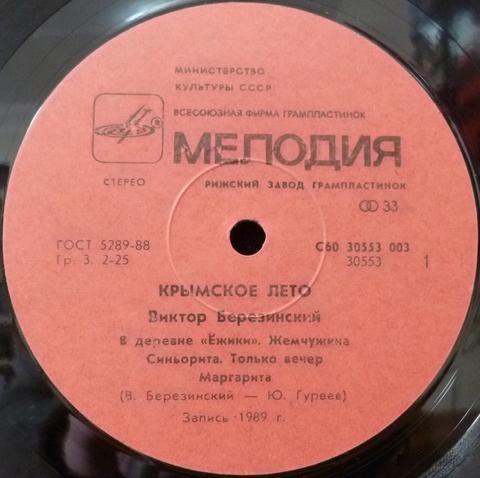 МИНИСТЕРСТВО
КУЛЬТУРЫ СССР
ВСЕСОЮЗНАЯ ФИРМА ГРАМПЛАСТИНОК
®
МЕЛОДИЯ
СТЕРЕО
РИЖСКИЙ ЗАВОД ГРАМПЛАСТИНОК
33
ГОСТ 5289-88
С60 30553 003
Гр. 3. 2-25
30553
1
КРЫМСКОЕ ЛЕТО
Виктор Березинский
В деревне «Ёжики». Жемчужина
Синьорита. Только вечер
Маргарита
(В. Березинский — Ю. Гуреев)
Запись 1989 г.